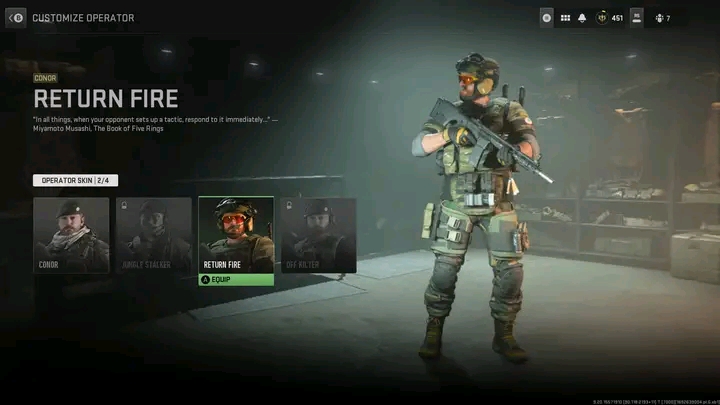 B CUSTOMIZE OPERATOR
451
7
CONOR
RETURN FIRE
"In all things, when your opponent sets up a tactic, respond to it immediately..." —
Miyamoto Musashi, The Book of Five Rings
OPERATOR SKIN | 2/4
CONOR
JUNGLE STALKER
RETURN FIRE
OFF KILTER
A EQUIP